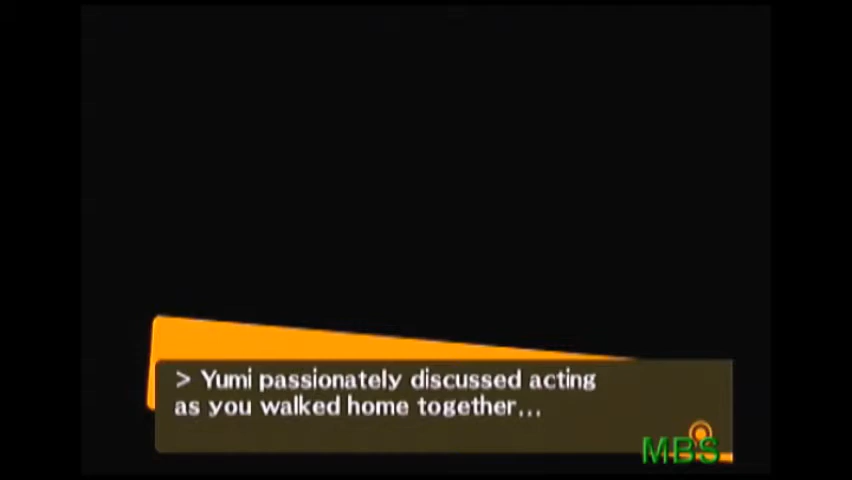 > Yumi passionately discussed acting
as you walked home together...
MBS